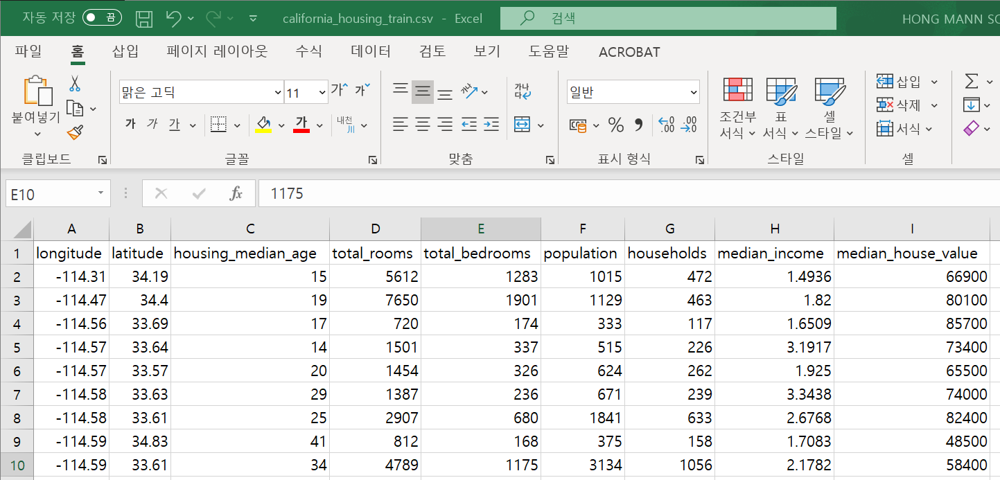 자동 저장 끔 california_housing_train.csv - Excel 검색 HONG MANN SC
파일 홈 삽입 페이지 레이아웃 수식 데이터 검토 보기 도움말 ACROBAT
붙여넣기
클립보드
맑은 고딕 11 가 가
가 가 가 가 내천 川
글꼴
가나
다
맞춤
일반
% , .00 .0 .00
표시 형식
조건부 서식 표 서식 셀 스타일
스타일
삽입
삭제
서식
셀
E10 fx 1175
A B C D E F G H I
1 longitude latitude housing_median_age total_rooms total_bedrooms population households median_income median_house_value
2 -114.31 34.19 15 5612 1283 1015 472 1.4936 66900
3 -114.47 34.4 19 7650 1901 1129 463 1.82 80100
4 -114.56 33.69 17 720 174 333 117 1.6509 85700
5 -114.57 33.64 14 1501 337 515 226 3.1917 73400
6 -114.57 33.57 20 1454 326 624 262 1.925 65500
7 -114.58 33.63 29 1387 236 671 239 3.3438 74000
8 -114.58 33.61 25 2907 680 1841 633 2.6768 82400
9 -114.59 34.83 41 812 168 375 158 1.7083 48500
10 -114.59 33.61 34 4789 1175 3134 1056 2.1782 58400